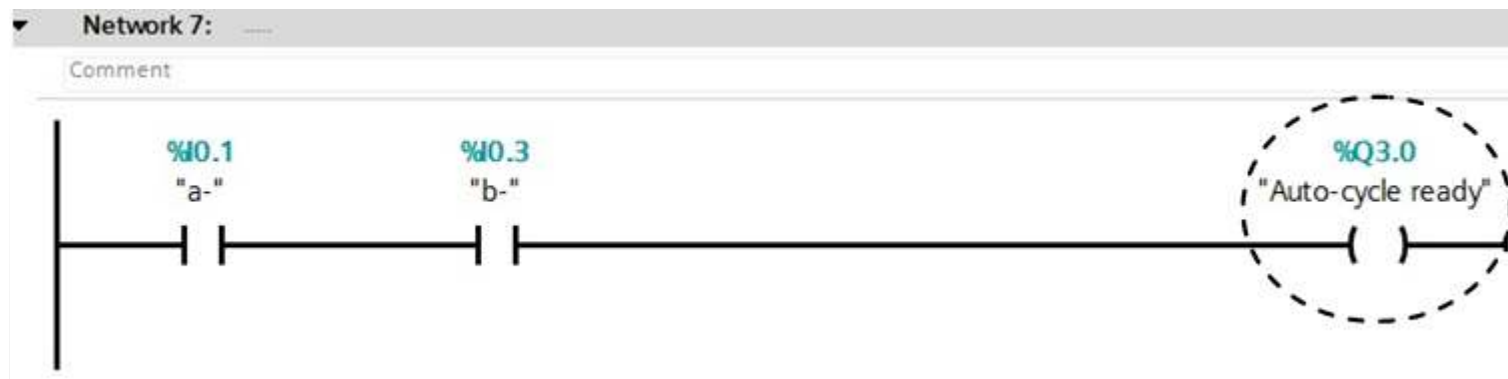 Network 7: .....
Comment
%I0.1 %I0.3 %Q3.0
"a-" "b-" "Auto-cycle ready"